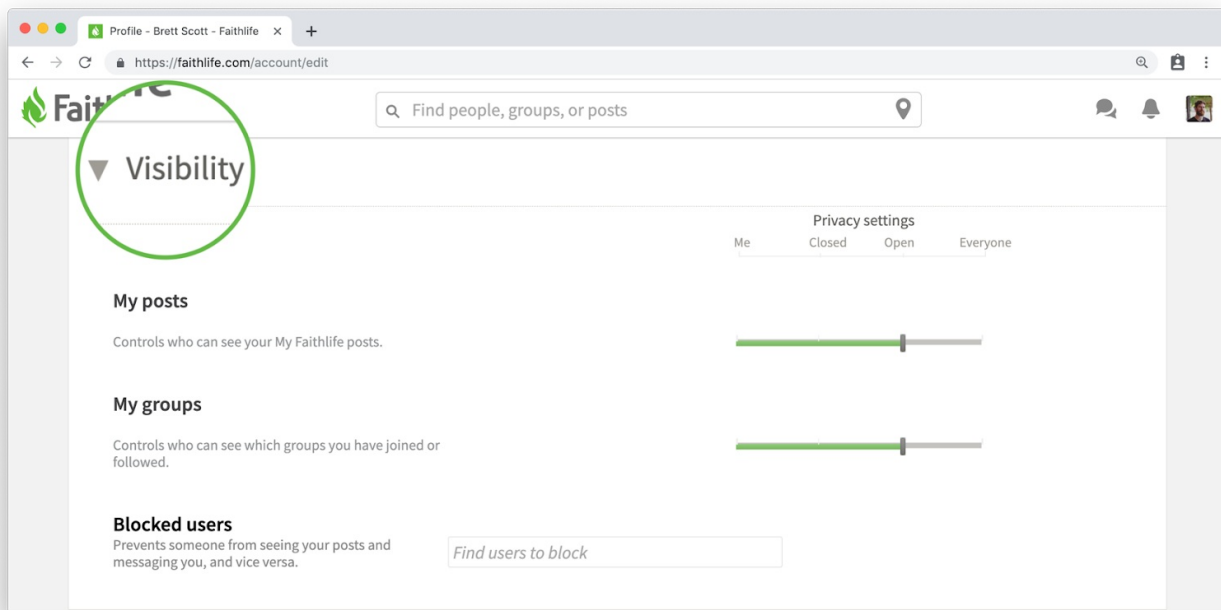 Profile - Brett Scott - Faithlife
https://faithlife.com/account/edit
Find people, groups, or posts
Visibility
Privacy settings
Me Closed Open Everyone
My posts
Controls who can see your My Faithlife posts.
My groups
Controls who can see which groups you have joined or
followed.
Blocked users
Prevents someone from seeing your posts and
messaging you, and vice versa.
Find users to block